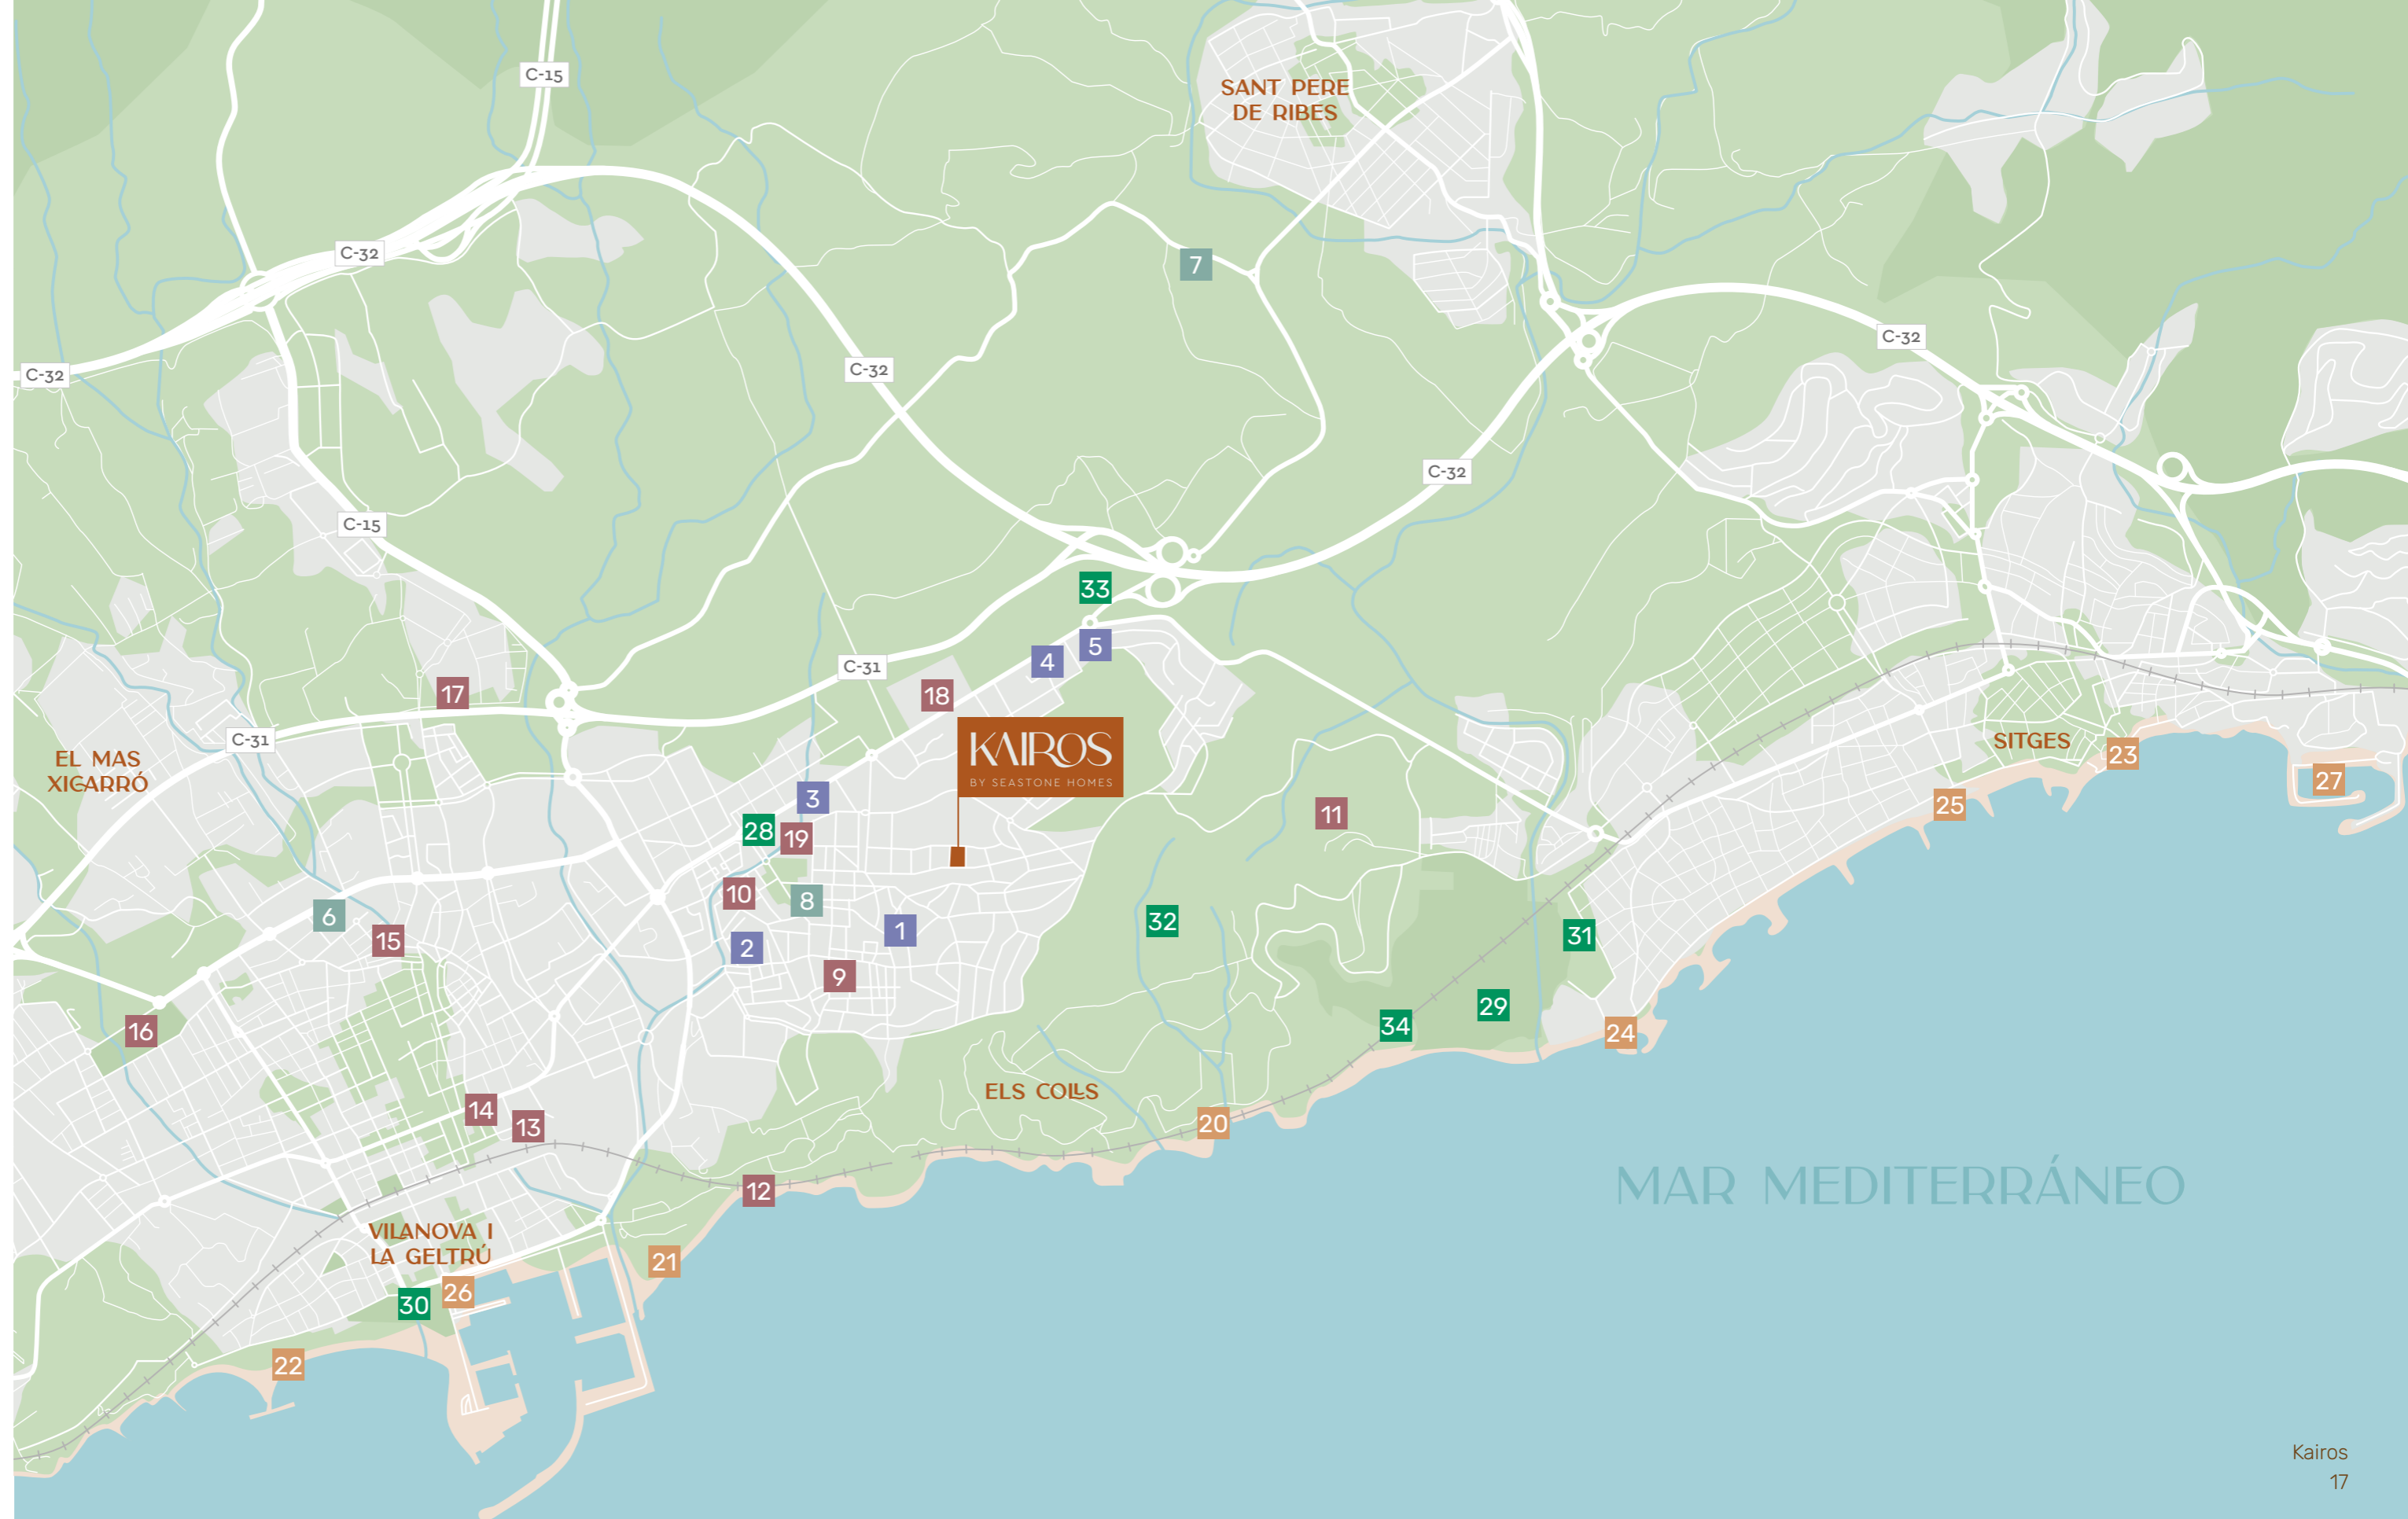 C-15
SANT PERE
DE RIBES
C-32
7
C-32
C-32
C-32
C-32
C-15
33
5
4
C-31
17
18
C-31
KAIROS
BY SEASTONE HOMES
EL MAS
XIGARRÓ
SITGES
23
27
3
25
11
28
19
10
8
6
32
1
31
15
2
9
29
16
34
24
ELS COLLS
14
20
13
12
MAR MEDITERRÁNEO
VILANOVA I
LA GELTRÚ
21
26
30
22
Kairos
17